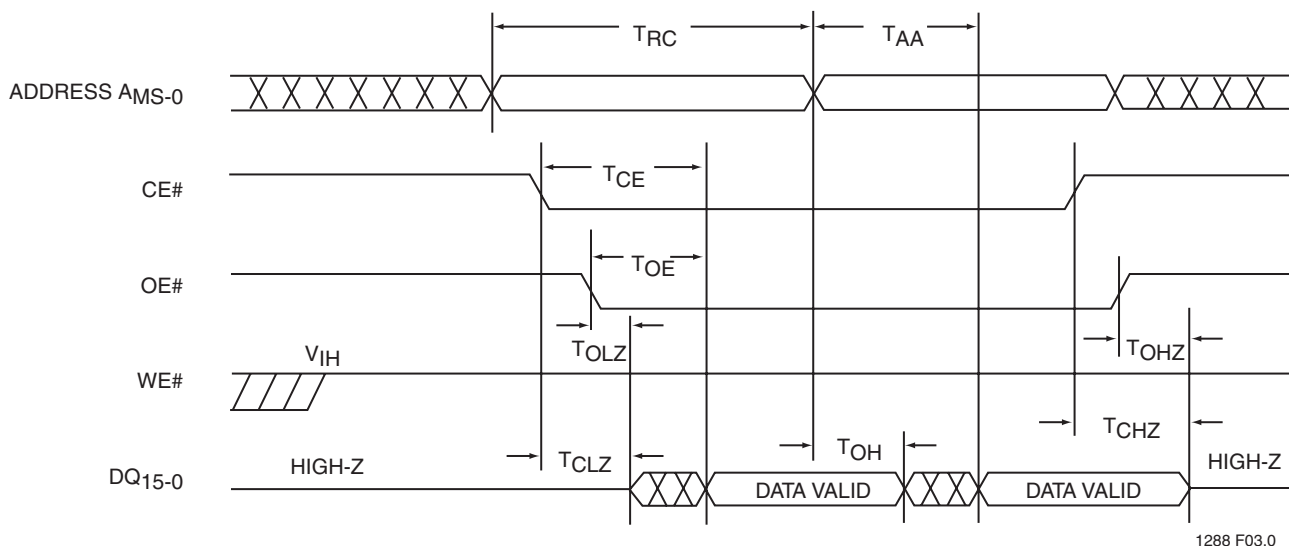 TRC
TAA
ADDRESS AMS-0
TCE
CE#
TOE
OE#
TOLZ
TOHZ
VIH
WE#
TCHZ
TOH
TCLZ
HIGH-Z
HIGH-Z
DQ15-0
DATA VALID
DATA VALID
1288 F03.0